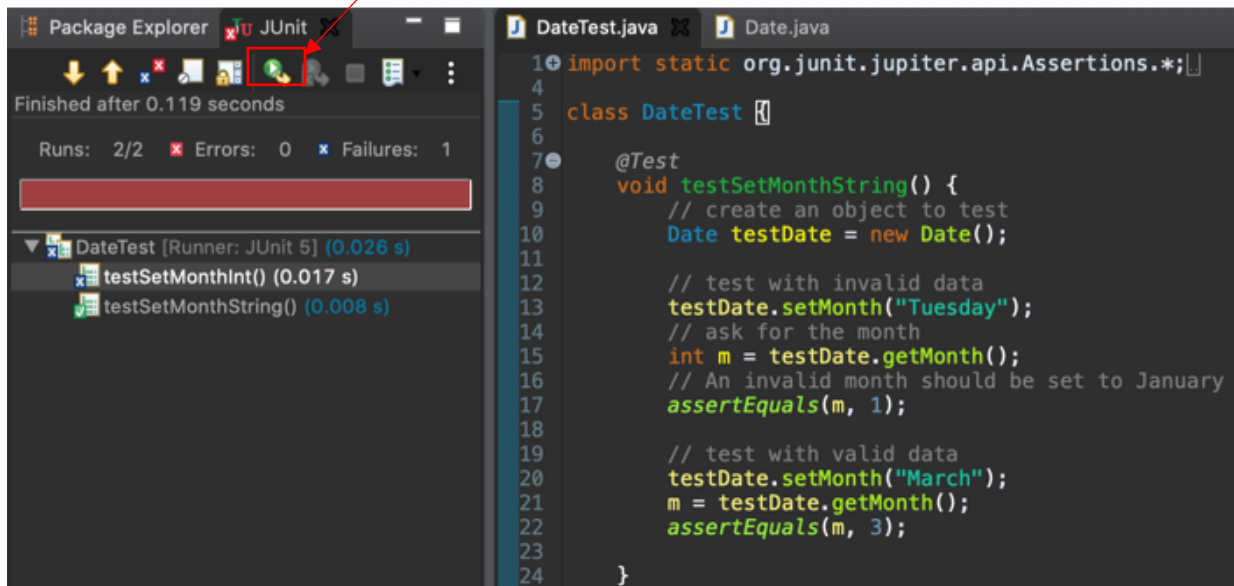 Package Explorer JUnit
Finished after 0.119 seconds
Runs: 2/2 Errors: 0 Failures: 1
DateTest [Runner: JUnit 5] (0.026 s)
testSetMonthInt() (0.017 s)
testSetMonthString() (0.008 s)
DateTest.java Date.java
1 import static org.junit.jupiter.api.Assertions.*;
4
5 class DateTest {
6
7 @Test
8 void testSetMonthString() {
9 // create an object to test
10 Date testDate = new Date();
11
12 // test with invalid data
13 testDate.setMonth("Tuesday");
14 // ask for the month
15 int m = testDate.getMonth();
16 // An invalid month should be set to January
17 assertEquals(m, 1);
18
19 // test with valid data
20 testDate.setMonth("March");
21 m = testDate.getMonth();
22 assertEquals(m, 3);
23
24 }